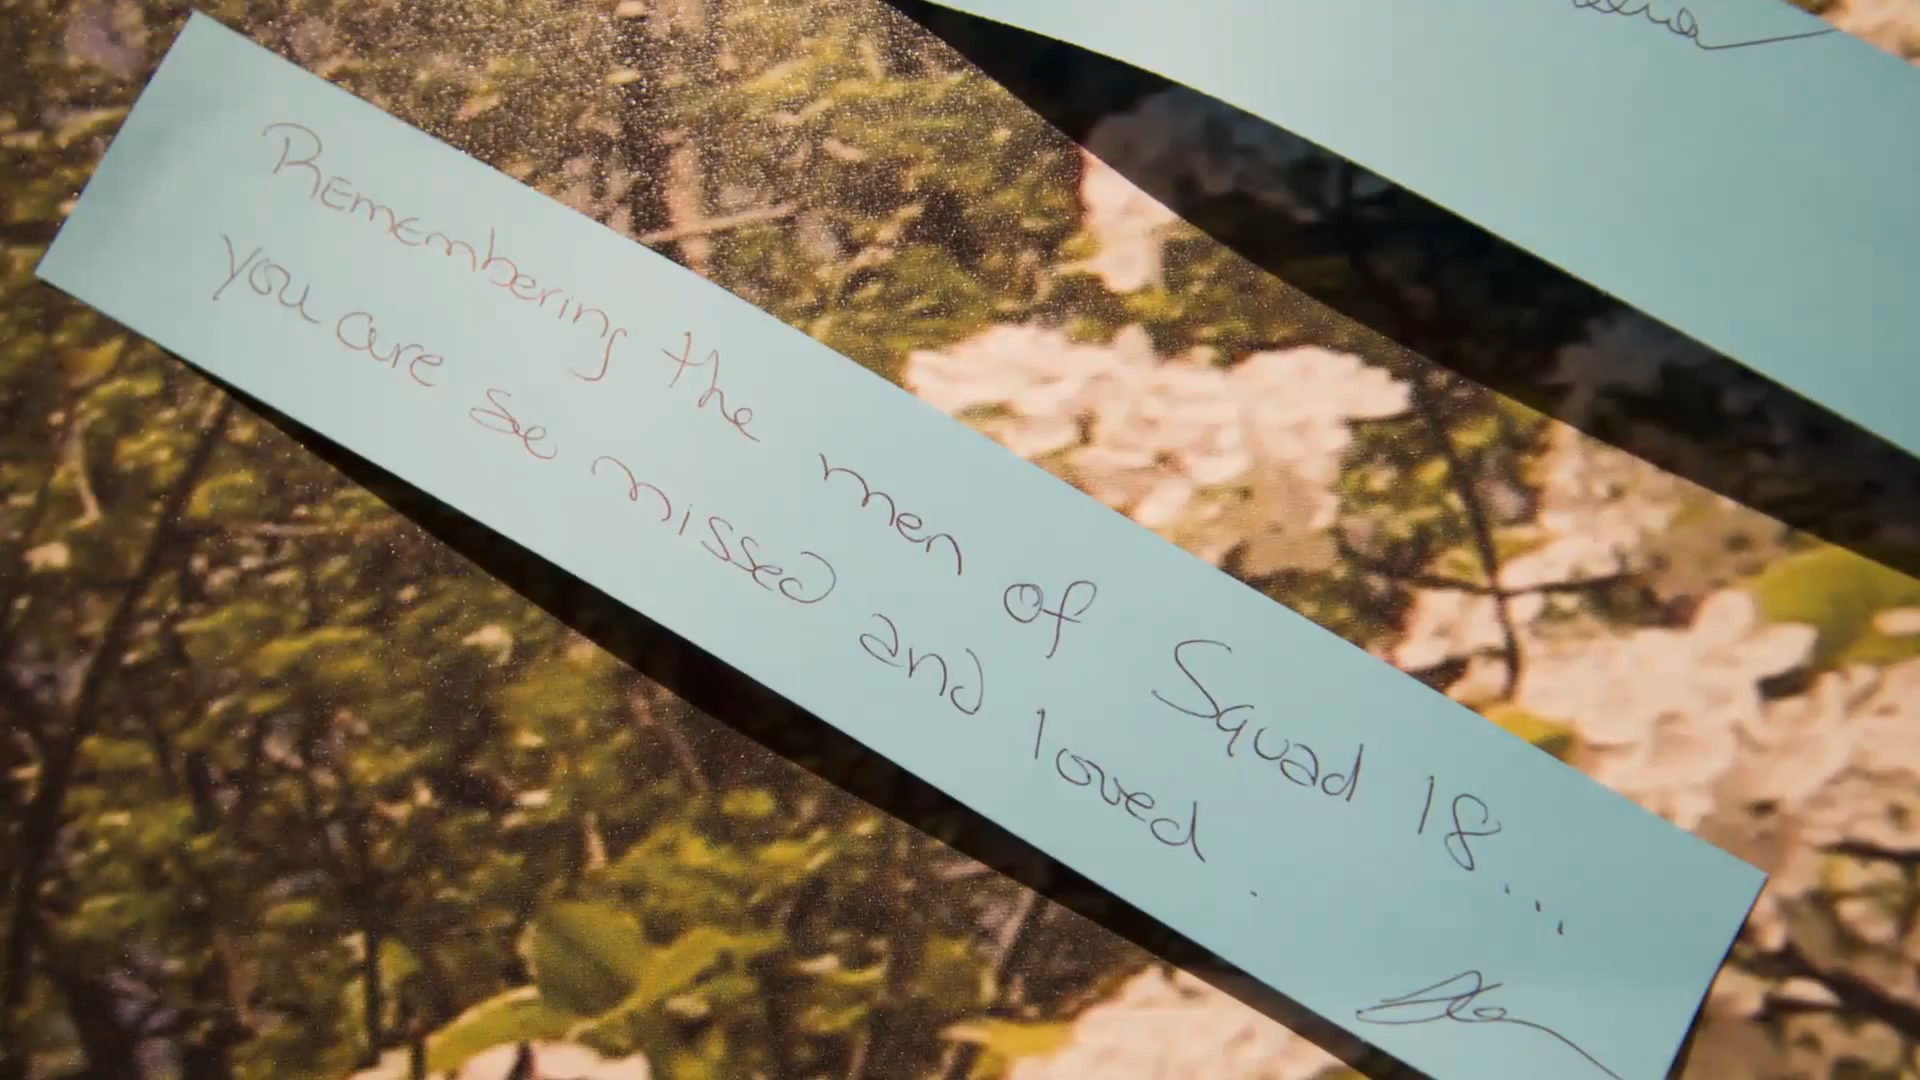 Remembering the men of Squad 18...
you are so missed and loved.